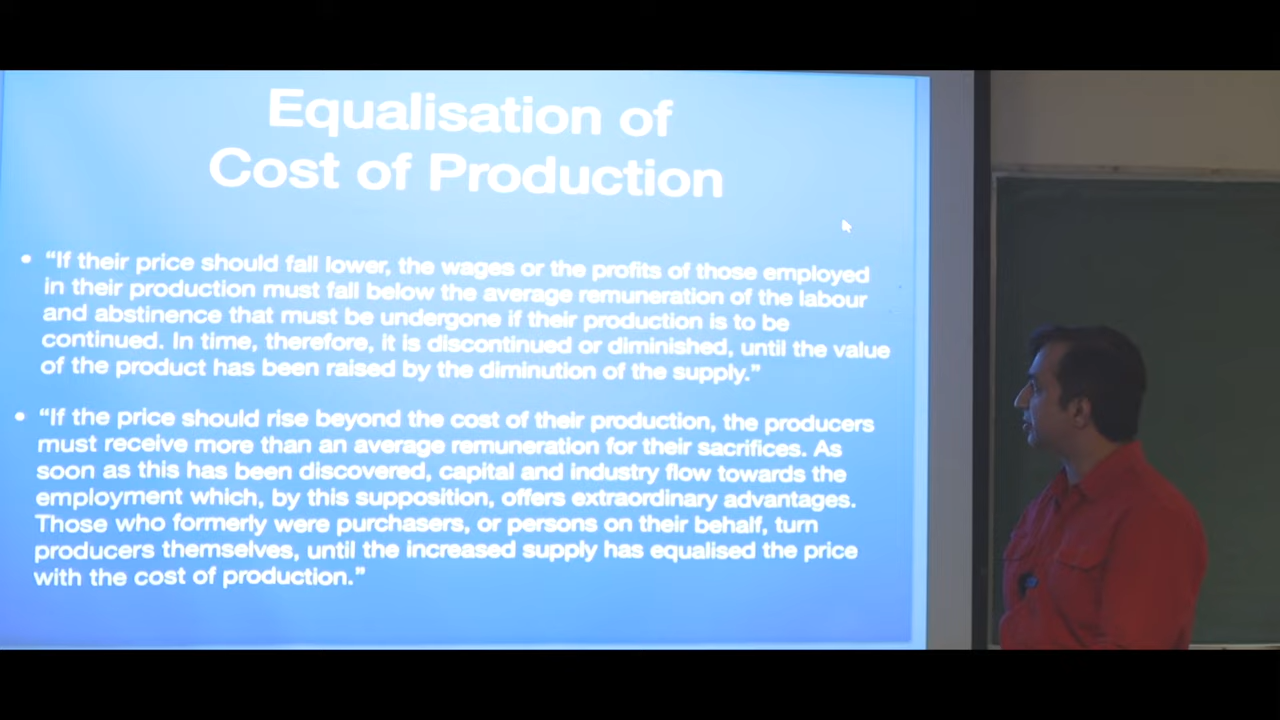 Equalisation of
Cost of Production
• “If their price should fall lower, the wages or the profits of those employed
in their production must fall below the average remuneration of the labour
and abstinence that must be undergone if their production is to be
continued. In time, therefore, it is discontinued or diminished, until the value
of the product has been raised by the diminution of the supply.”
• “If the price should rise beyond the cost of their production, the producers
must receive more than an average remuneration for their sacrifices. As
soon as this has been discovered, capital and industry flow towards the
employment which, by this supposition, offers extraordinary advantages.
Those who formerly were purchasers, or persons on their behalf, turn
producers themselves, until the increased supply has equalised the price
with the cost of production.”